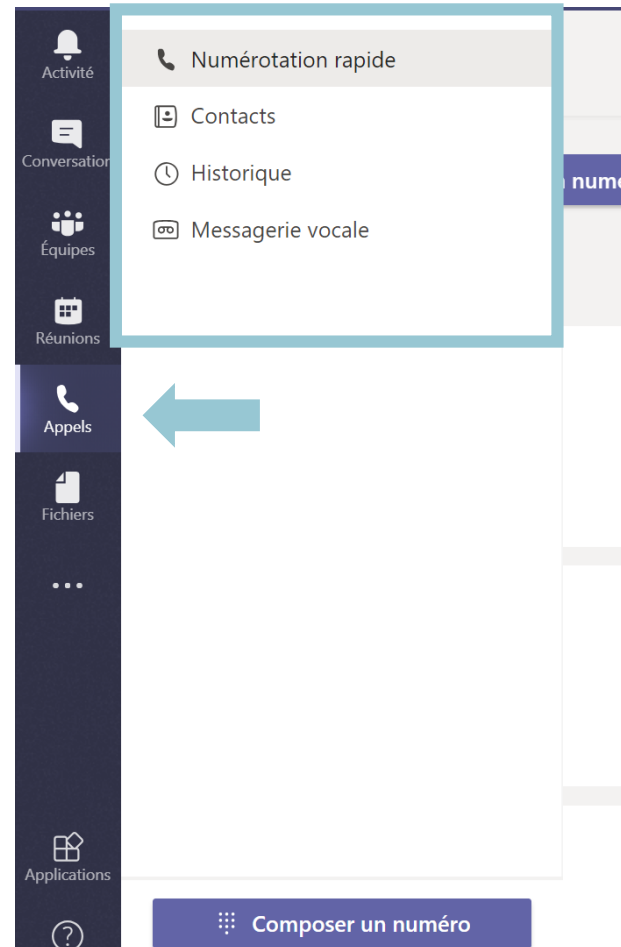 Activité
Conversation
Équipes
Réunions
Appels
Fichiers
Applications
Numérotation rapide
Contacts
Historique
Messagerie vocale
Composer un numéro